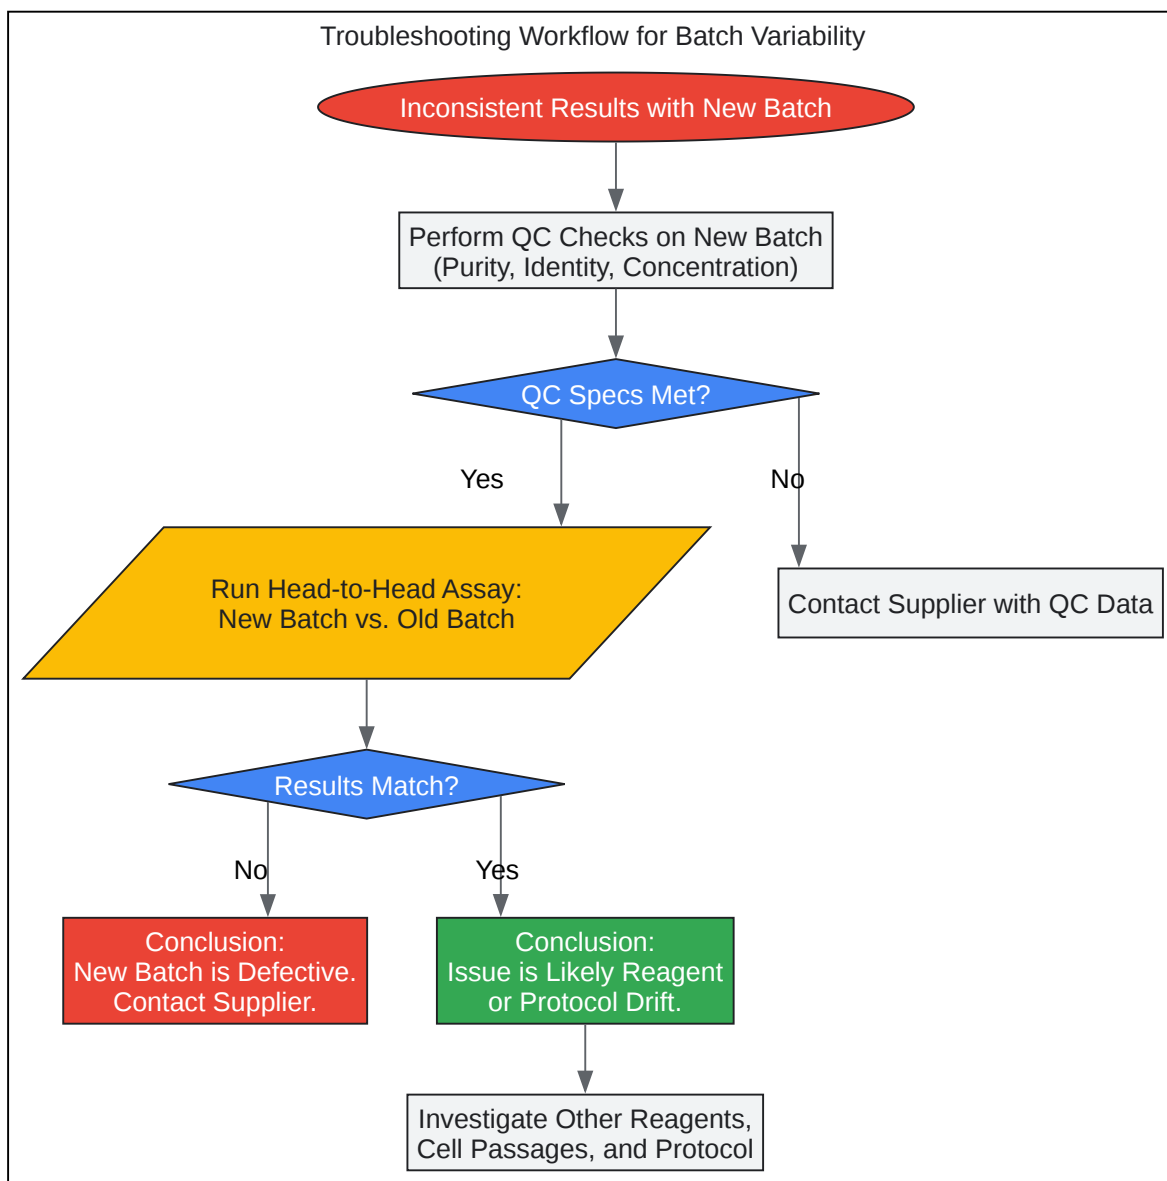 Troubleshooting Workflow for Batch Variability
Inconsistent Results with New Batch
Perform QC Checks on New Batch
(Purity, Identity, Concentration)
QC Specs Met?
Yes
No
Run Head-to-Head Assay:
New Batch vs. Old Batch
Contact Supplier with QC Data
Results Match?
No
Yes
Conclusion:
New Batch is Defective.
Contact Supplier.
Conclusion:
Issue is Likely Reagent
or Protocol Drift.
Investigate Other Reagents,
Cell Passages, and Protocol